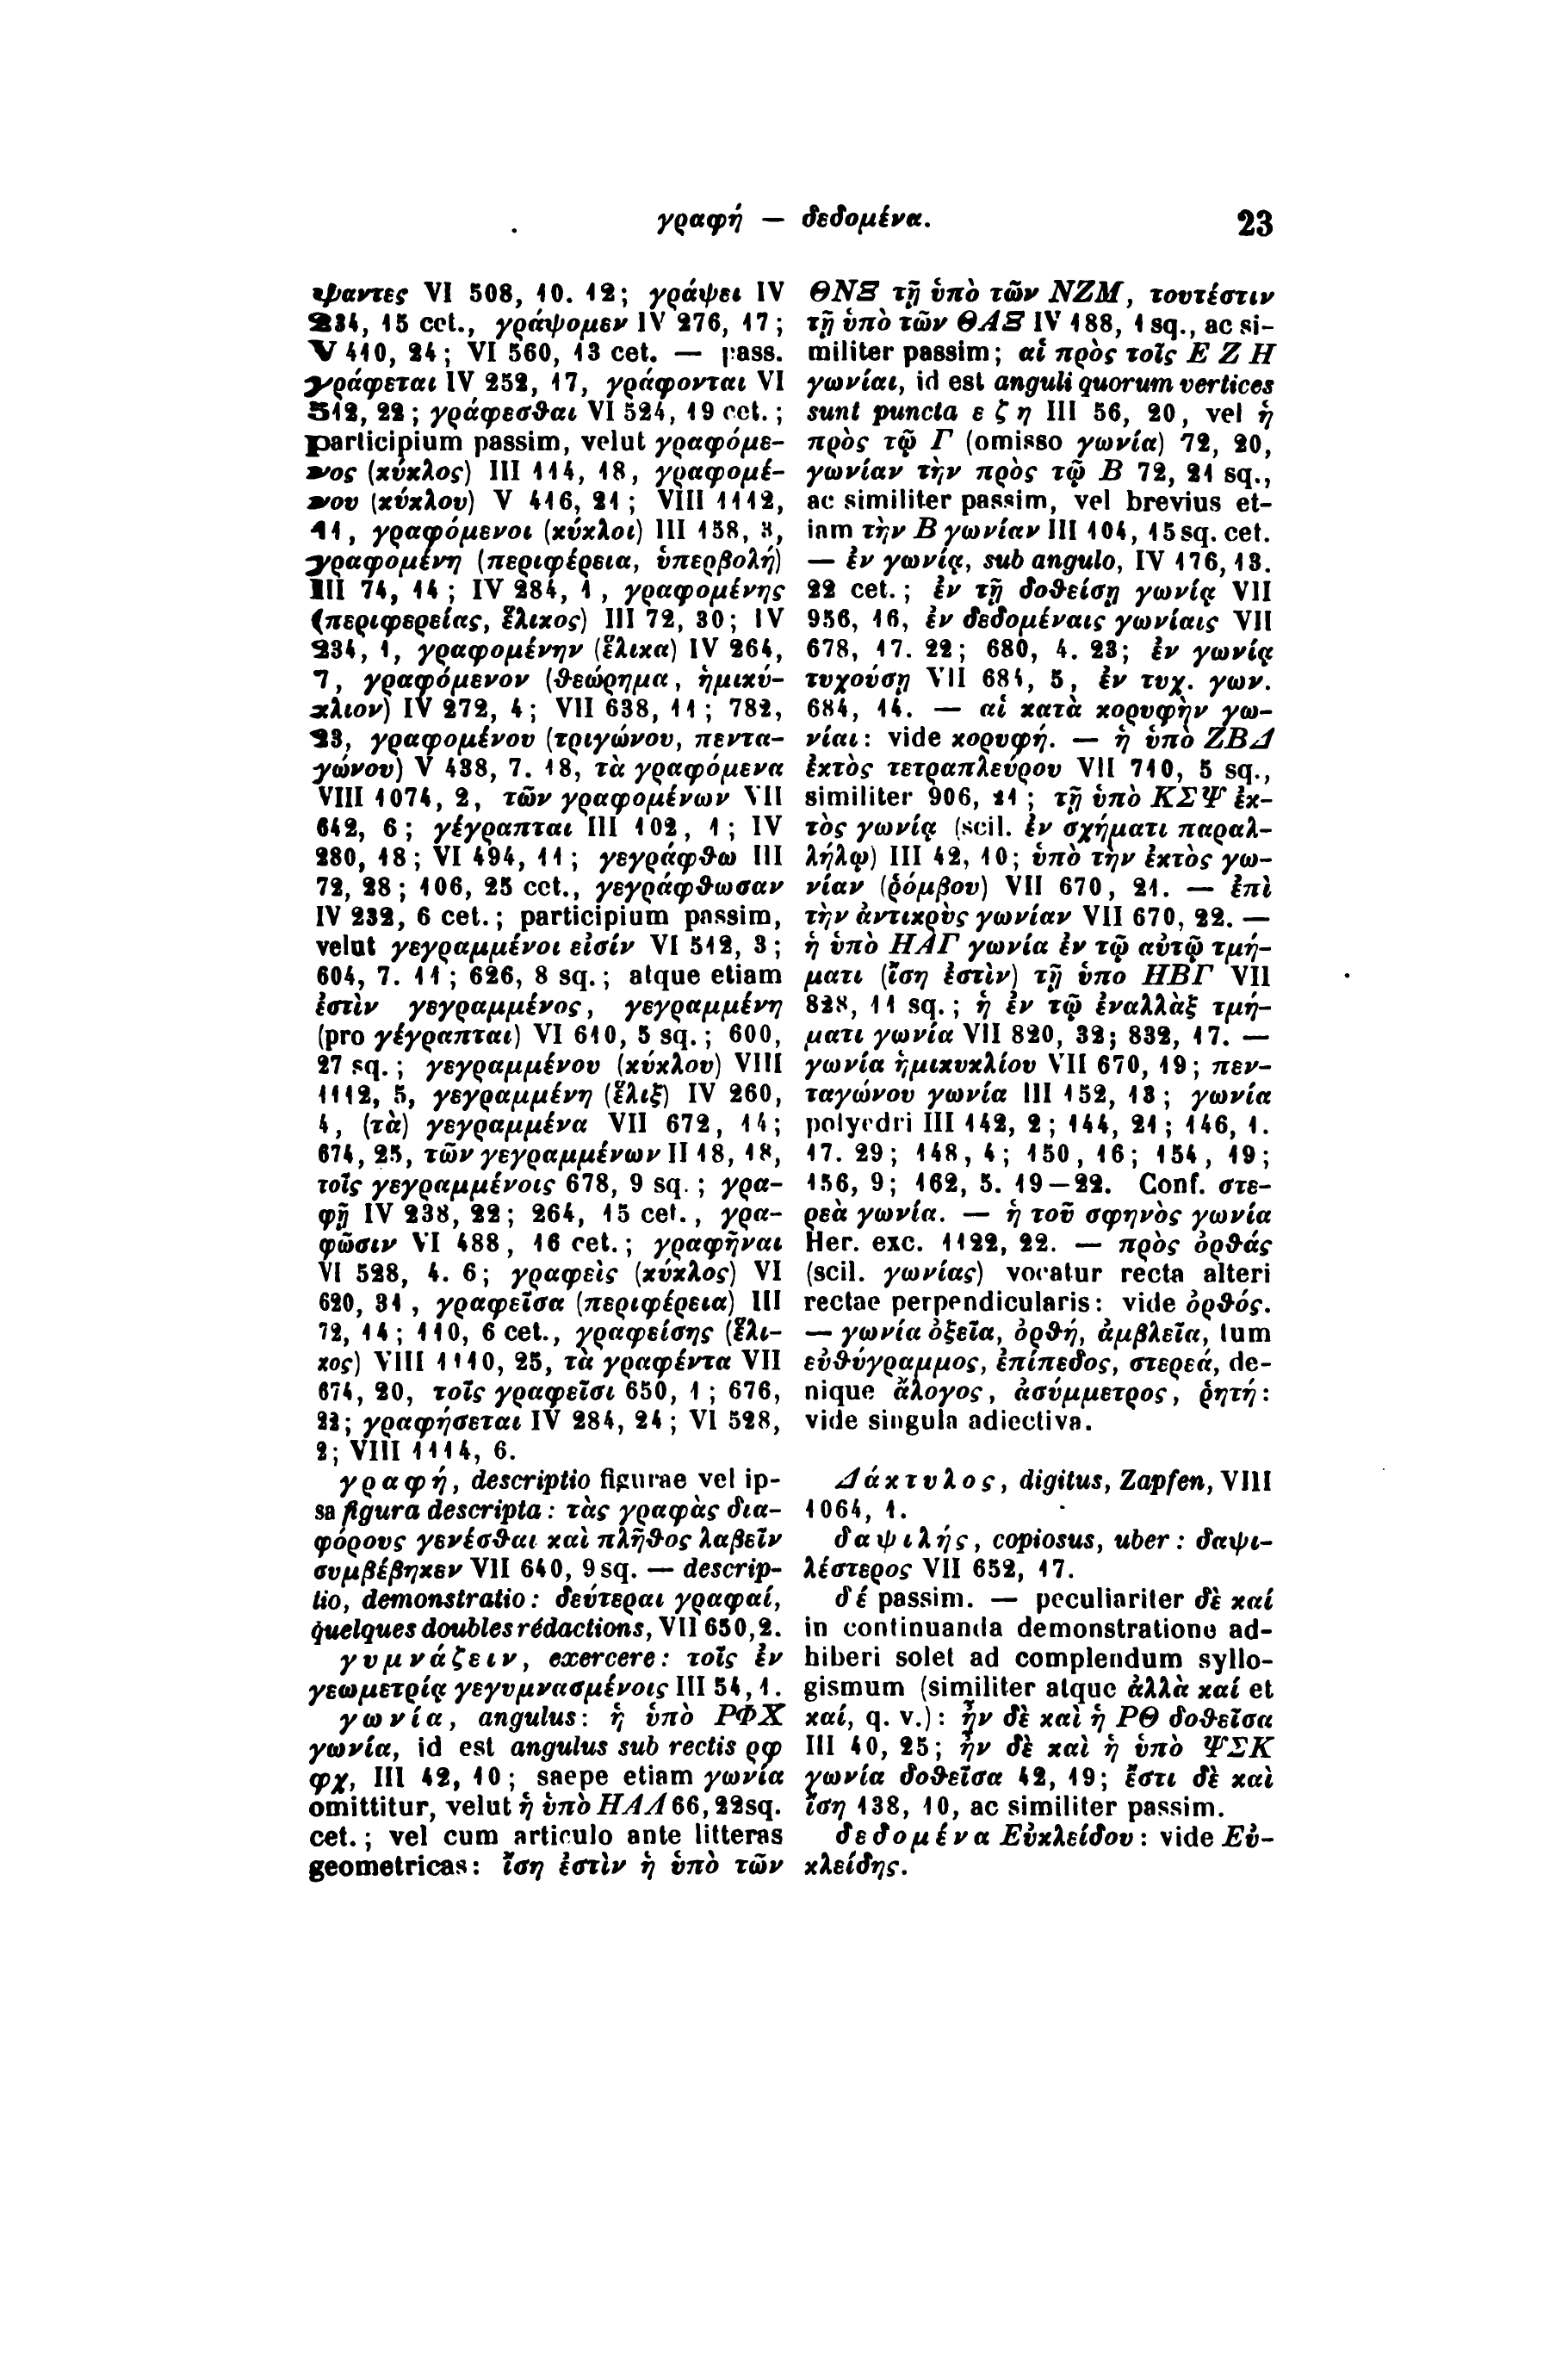 γραφή — δεδομένα. 23
ψαντες VI 508, 10. 12; γράψει IV
234, 15 cet., γράψομεν IV 276, 17;
V 410, 24; VI 560, 13 cet. — pass.
γράφεται IV 252, 17, γράφονται VI
512, 22; γράφεσθαι VI 524, 19 cet.;
participium passim, velut γραφόμε-
νος (κύκλος) III 114, 18, γραφομέ-
νου (κύκλου) V 416, 21; VIII 1112,
11, γραφόμενοι (κύκλοι) III 158, 8,
γραφομένη (περιφέρεια, ὑπερβολή)
III 74, 14; IV 284, 1, γραφομένης
(περιφερείας, ἕλικος) III 72, 30; IV
234, 1, γραφομένην (ἕλικα) IV 264,
7, γραφόμενον (θεώρημα, ἡμικύ-
κλιον) IV 272, 4; VII 638, 11; 782,
23, γραφομένου (τριγώνου, πεντα-
γώνου) V 438, 7. 18, τὰ γραφόμενα
VIII 1074, 2, τῶν γραφομένων VII
642, 6; γέγραπται III 102, 1; IV
280, 18; VI 494, 11; γεγράφθω III
72, 28; 106, 25 cet., γεγράφθωσαν
IV 232, 6 cet.; participium passim,
velut γεγραμμένοι εἰσίν VI 512, 3;
604, 7. 11; 626, 8 sq.; atque etiam
ἐστὶν γεγραμμένος, γεγραμμένη
(pro γέγραπται) VI 610, 5 sq.; 600,
27 sq.; γεγραμμένου (κύκλου) VIII
1112, 5, γεγραμμένη (ἕλιξ) IV 260,
4, (τὰ) γεγραμμένα VII 672, 14;
674, 25, τῶν γεγραμμένων II 18, 18,
τοῖς γεγραμμένοις 678, 9 sq.; γρα-
φῇ IV 238, 22; 264, 15 cet., γρα-
φῶσιν VI 488, 16 cet.; γραφῆναι
VI 528, 4. 6; γραφεὶς (κύκλος) VI
620, 31, γραφεῖσα (περιφέρεια) III
72, 14; 110, 6 cet., γραφείσης (ἕλι-
κος) VIII 1110, 25, τὰ γραφέντα VII
674, 20, τοῖς γραφεῖσι 650, 1; 676,
22; γραφήσεται IV 284, 24; VI 528,
2; VIII 1114, 6.
γραφή, descriptio figurae vel ip-
sa figura descripta: τὰς γραφὰς δια-
φόρους γενέσθαι καὶ πλῆθος λαβεῖν
συμβέβηκεν VII 640, 9 sq. — descrip-
tio, demonstratio: δεύτεραι γραφαί,
quelques doubles rédactions, VII 650, 2.
γυμνάζειν, exercere: τοῖς ἐν
γεωμετρίᾳ γεγυμνασμένοις III 54, 1.
γωνία, angulus: ἡ ὑπὸ ΡΦΧ
γωνία, id est angulus sub rectis ρφ
φχ, III 42, 10; saepe etiam γωνία
omittitur, velut ἡ ὑπὸ ΗΔΛ 66, 22 sq.
cet.; vel cum articulo ante litteras
geometricas: ἴση ἐστὶν ἡ ὑπὸ τῶν
ΘΝΞ τῇ ὑπὸ τῶν ΝΖΜ, τουτέστιν
τῇ ὑπὸ τῶν ΘΛΞ IV 188, 1 sq., ac si-
militer passim; αἱ πρὸς τοῖς Ε Ζ Η
γωνίαι, id est anguli quorum vertices
sunt puncta ε ζ η III 56, 20, vel ἡ
πρὸς τῷ Γ (omisso γωνία) 72, 20,
γωνίαν τὴν πρὸς τῷ Β 72, 21 sq.,
ac similiter passim, vel brevius et-
iam τὴν Β γωνίαν III 104, 15 sq. cet.
— ἐν γωνίᾳ, sub angulo, IV 176, 13.
22 cet.; ἐν τῇ δοθείσῃ γωνίᾳ VII
956, 16, ἐν δεδομέναις γωνίαις VII
678, 17. 22; 680, 4. 23; ἐν γωνίᾳ
τυχούσῃ VII 684, 5, ἐν τυχ. γων.
684, 14. — αἱ κατὰ κορυφὴν γω-
νίαι: vide κορυφή. — ἡ ὑπὸ ΖΒΔ
ἐκτὸς τετραπλεύρου VII 710, 5 sq.,
similiter 906, 21; τῇ ὑπὸ ΚΣΨ ἐκ-
τὸς γωνίᾳ (scil. ἐν σχήματι παραλ-
λήλῳ) III 42, 10; ὑπὸ τὴν ἐκτὸς γω-
νίαν (ῥόμβου) VII 670, 21. — ἐπὶ
τὴν ἀντικρὺς γωνίαν VII 670, 22. —
ἡ ὑπὸ ΗΑΓ γωνία ἐν τῷ αὐτῷ τμή-
ματι (ἴση ἐστὶν) τῇ ὑπο ΗΒΓ VII
828, 11 sq.; ἡ ἐν τῷ ἐναλλὰξ τμή-
ματι γωνία VII 820, 32; 832, 17. —
γωνία ἡμικυκλίου VII 670, 19; πεν-
ταγώνου γωνία III 152, 13; γωνία
polyedri III 142, 2; 144, 21; 146, 1.
17. 29; 148, 4; 150, 16; 154, 19;
156, 9; 162, 5. 19—22. Conf. στε-
ρεὰ γωνία. — ἡ τοῦ σφηνὸς γωνία
Her. exc. 1122, 22. — πρὸς ὀρθάς
(scil. γωνίας) vocatur recta alteri
rectae perpendicularis: vide ὀρθός.
— γωνία ὀξεῖα, ὀρθή, ἀμβλεῖα, tum
εὐθύγραμμος, ἐπίπεδος, στερεά, de-
nique ἄλογος, ἀσύμμετρος, ῥητή:
vide singula adiectiva.
Δάκτυλος, digitus, Zapfen, VIII
1064, 1.
δαψιλής, copiosus, uber: δαψι-
λέστερος VII 652, 17.
δέ passim. — peculiariter δὲ καί
in continuanda demonstratione ad-
hiberi solet ad complendum syllo-
gismum (similiter atque ἀλλὰ καί et
καί, q. v.): ἦν δὲ καὶ ἡ ΡΘ δοθεῖσα
III 40, 25; ἦν δὲ καὶ ἡ ὑπὸ ΨΣΚ
γωνία δοθεῖσα 42, 19; ἔστι δὲ καὶ
ἴση 138, 10, ac similiter passim.
δεδομένα Εὐκλείδου: vide Εὐ-
κλείδης.